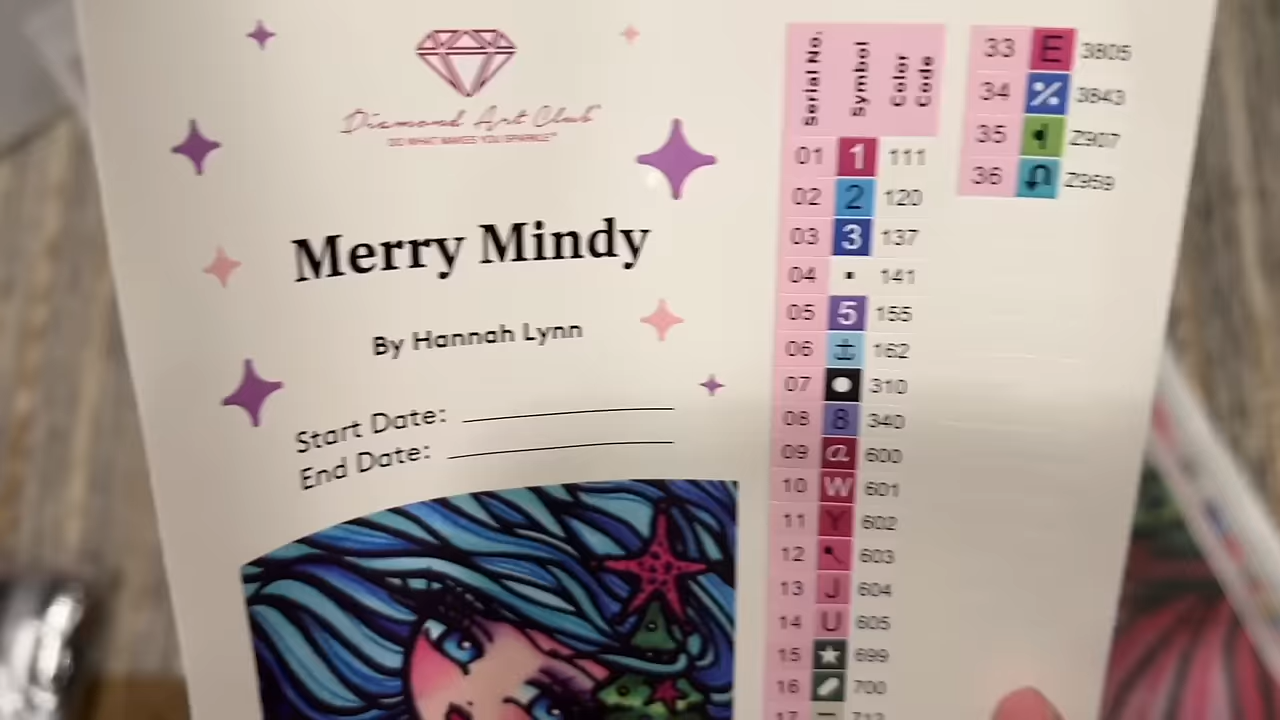 Diamond Art Club
DO WHAT MAKES YOU SPARKLE™
Merry Mindy
By Hannah Lynn
Start Date:
End Date:
Serial No. Symbol Color Code
01 1 111
02 2 120
03 3 137
04 ▪ 141
05 5 155
06 ⚓ 162
07 310
08 8 340
09 a 600
10 W 601
11 Y 602
12 603
13 J 604
14 U 605
15 ★ 699
16 700
17 – 712
33 E 3805
34 % 3843
35 Z907
36 Z959